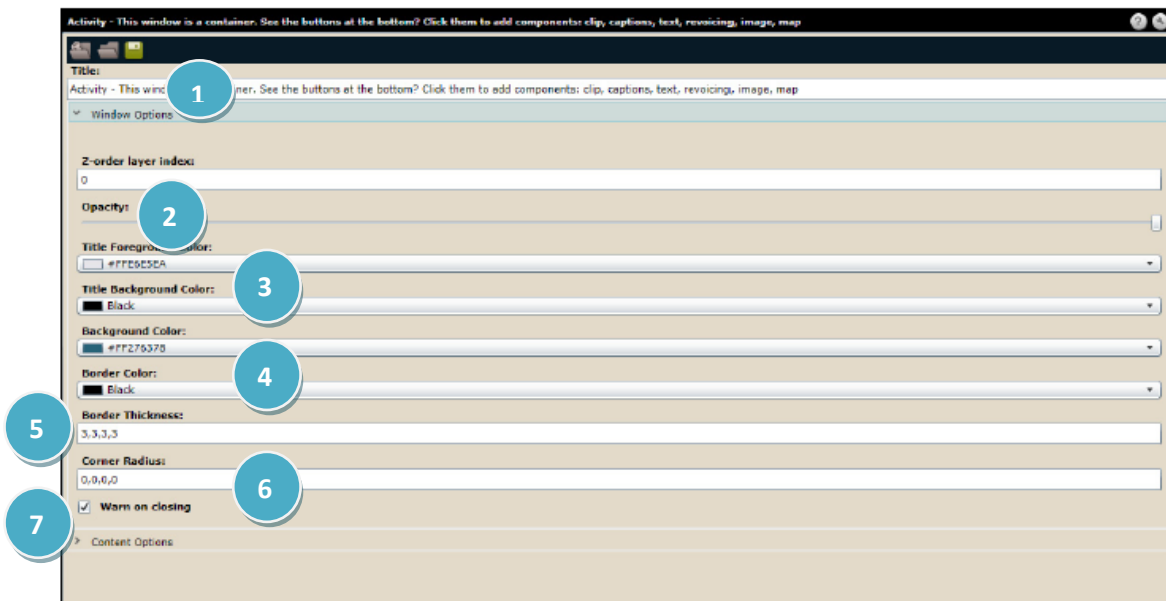 Activity - This window is a container. See the buttons at the bottom? Click them to add components: clip, captions, text, revoicing, image, map
Title:
Activity - This wind ner. See the buttons at the bottom? Click them to add components: clip, captions, text, revoicing, image, map
1
Window Options
Z-order layer index:
0
Opacity:
2
Title Foreground Color:
#FFE6E5EA
3
Title Background Color:
Black
Background Color:
#FF276378
Border Color:
4
Black
Border Thickness:
5
3,3,3,3
Corner Radius:
0,0,0,0
6
Warn on closing
7
Content Options